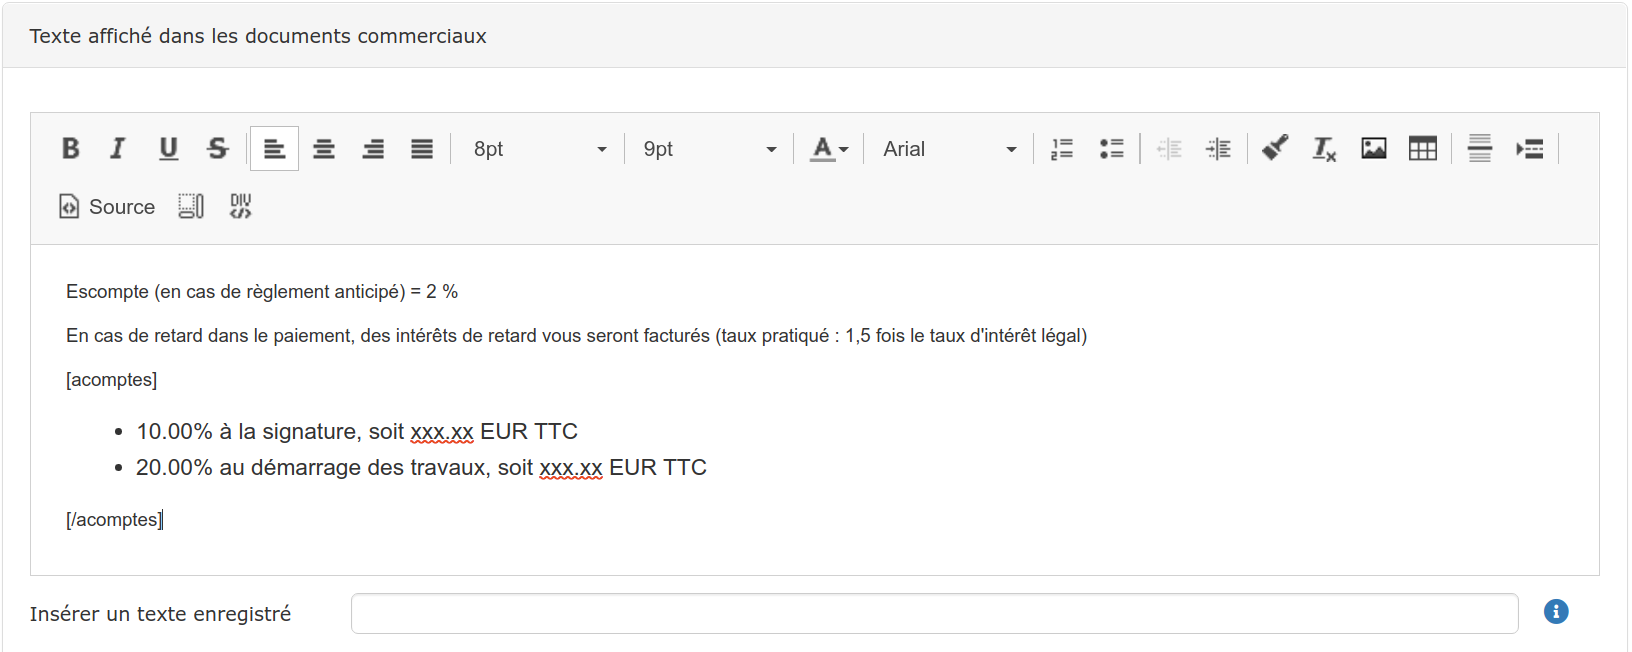 Texte affiché dans les documents commerciaux
B I U S 8pt 9pt A Arial
Source DIV
Escompte (en cas de règlement anticipé) = 2 %
En cas de retard dans le paiement, des intérêts de retard vous seront facturés (taux pratiqué : 1,5 fois le taux d'intérêt légal)
[acomptes]
• 10.00% à la signature, soit xxx.xx EUR TTC
• 20.00% au démarrage des travaux, soit xxx.xx EUR TTC
[/acomptes]
Insérer un texte enregistré